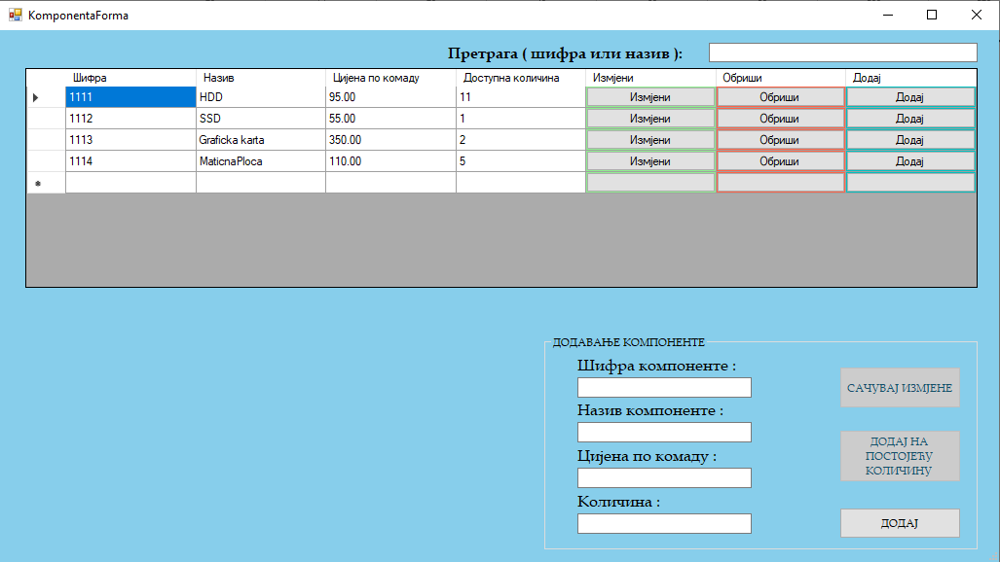 KomponentaForma
Претрага ( шифра или назив ):
Шифра Назив Цијена по комаду Доступна количина Измјени Обриши Додај
1111 HDD 95.00 11 Измјени Обриши Додај
1112 SSD 55.00 1 Измјени Обриши Додај
1113 Graficka karta 350.00 2 Измјени Обриши Додај
1114 MaticnaPloca 110.00 5 Измјени Обриши Додај
ДОДАВАЊЕ КОМПОНЕНТЕ
Шифра компоненте :
САЧУВАЈ ИЗМЈЕНЕ
Назив компоненте :
ДОДАЈ НА
ПОСТОЈЕЋУ
КОЛИЧИНУ
Цијена по комаду :
Количина :
ДОДАЈ